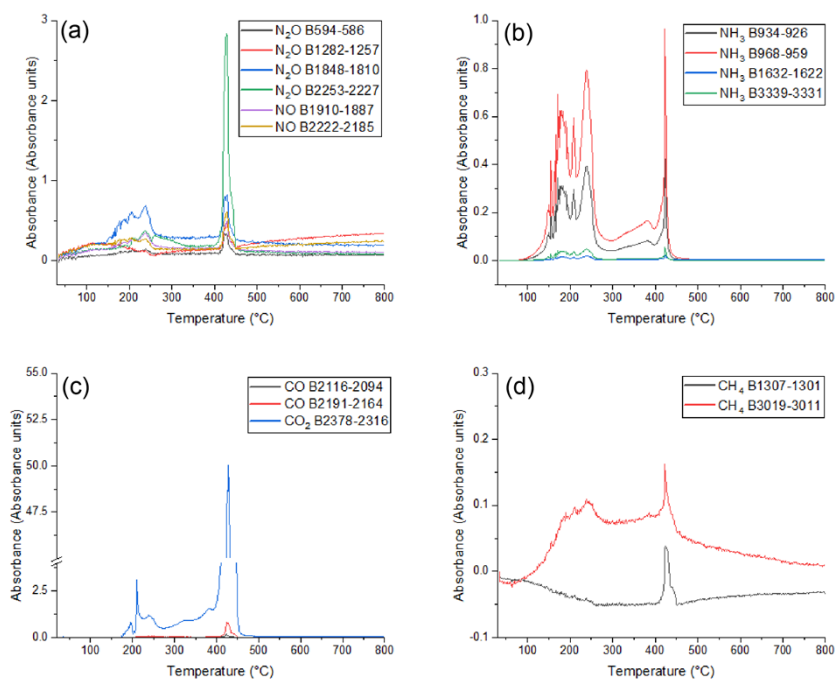 (a)
N₂O B594-586
N₂O B1282-1257
N₂O B1848-1810
N₂O B2253-2227
NO B1910-1887
NO B2222-2185
3
2
1
0
Absorbance (Absorbance units)
100 200 300 400 500 600 700 800
Temperature (°C)
(b)
NH₃ B934-926
NH₃ B968-959
NH₃ B1632-1622
NH₃ B3339-3331
1.0
0.8
0.6
0.4
0.2
0.0
Absorbance (Absorbance units)
100 200 300 400 500 600 700 800
Temperature (°C)
(c)
CO B2116-2094
CO B2191-2164
CO₂ B2378-2316
55.0
52.5
50.0
47.5
2.5
0.0
Absorbance (Absorbance units)
100 200 300 400 500 600 700 800
Temperature (°C)
(d)
CH₄ B1307-1301
CH₄ B3019-3011
0.3
0.2
0.1
0.0
-0.1
Absorbance (Absorbance units)
100 200 300 400 500 600 700 800
Temperature (°C)